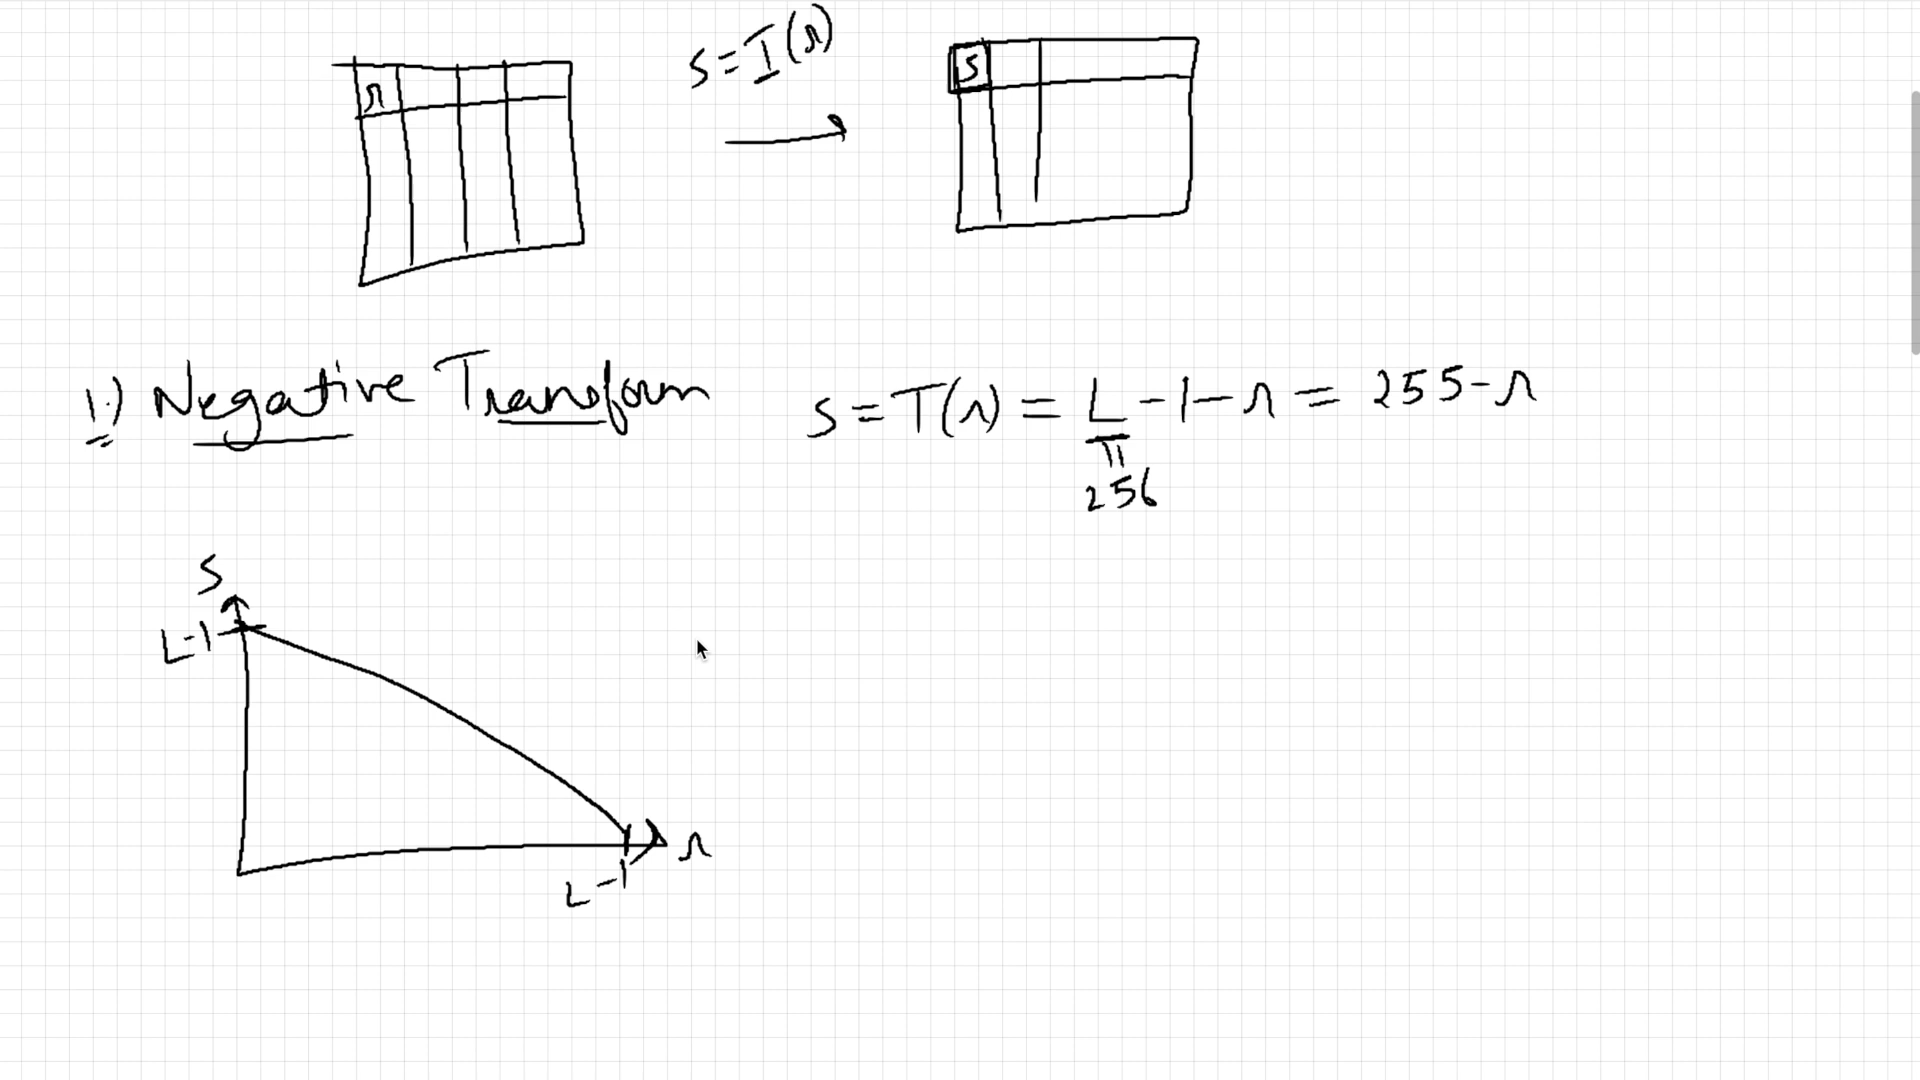 s = T(r)
r
s
1.) Negative Transform
s = T(r) = L - 1 - r = 255 - r
=
256
s
L-1
r
L-1